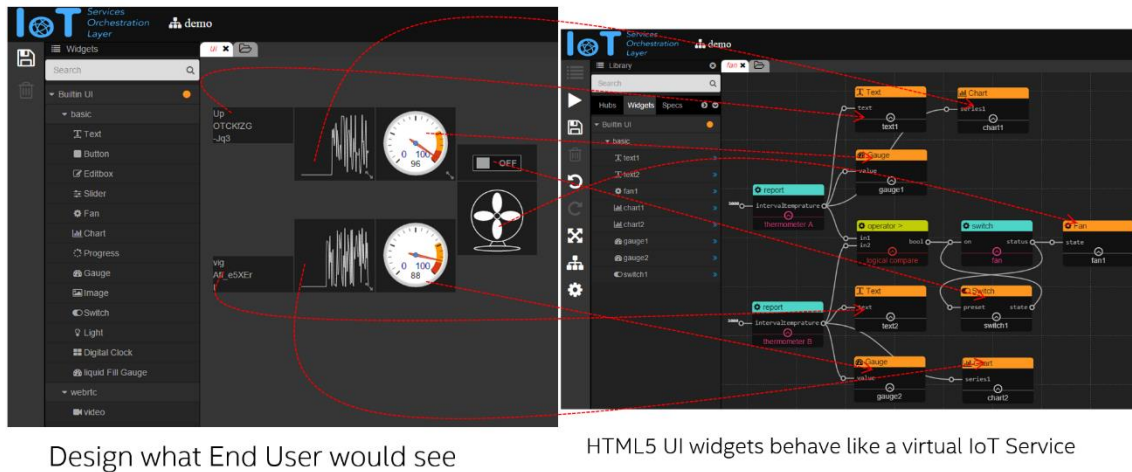 IoT
Services
Orchestration
Layer
demo
Widgets
ui
Search
Builtin UI
basic
Text
Button
Editbox
Slider
Fan
Chart
Progress
Gauge
Image
Switch
Light
Digital Clock
liquid Fill Gauge
webrtc
video
Up
OTCKfZG
-Jq3
0 100
96
OFF
vig
0 100
88
Design what End User would see
IoT
Services
Orchestration
Layer
demo
Library
fan
Search
Hubs Widgets Specs
Builtin UI
basic
text1
text2
fan1
chart1
chart2
gauge1
gauge2
switch1
Text
text
text1
Chart
series1
chart1
Gauge
value
gauge1
report
interval temprature
thermometer A
operator >
in1
in2
bool
logical compare
switch
on status
fan
Fan
state
fan1
Text
text
text2
Switch
preset state
switch1
report
interval temprature
thermometer B
Gauge
value
gauge2
Chart
series1
chart2
HTML5 UI widgets behave like a virtual IoT Service